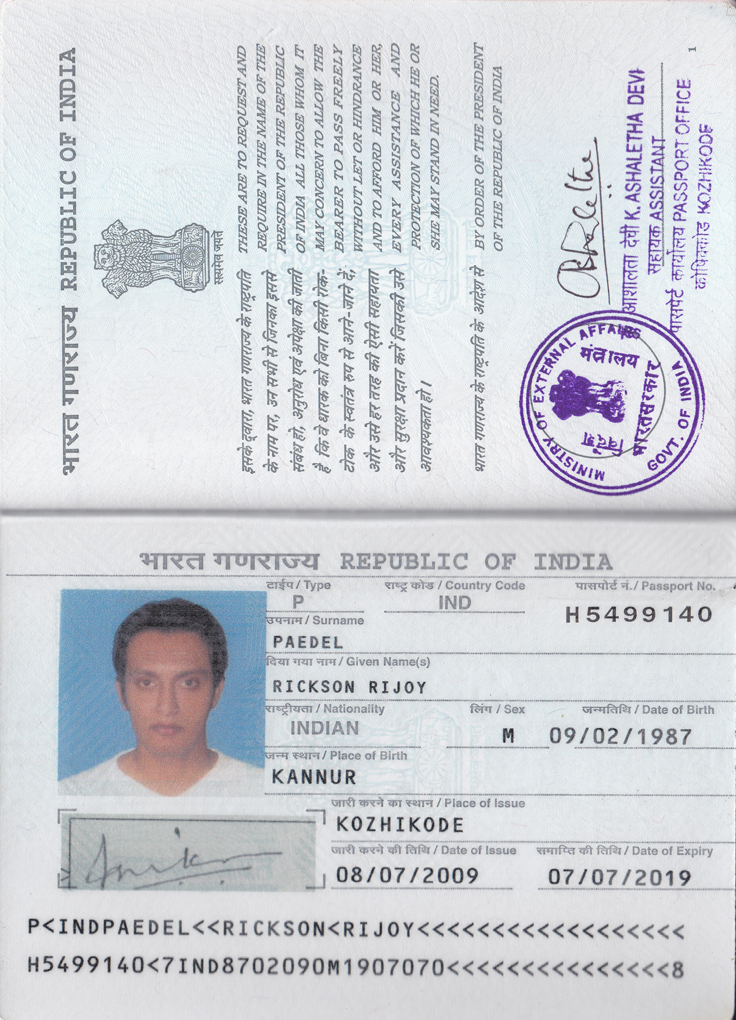 भारत गणराज्य REPUBLIC OF INDIA
सत्यमेव जयते
इसके द्वारा, भारत गणराज्य के राष्ट्रपति
के नाम पर, उन सभी से जिनका इससे
संबंध हो, अनुरोध एवं अपेक्षा की जाती
है कि वे धारक को बिना किसी रोक-
टोक के स्वतंत्र रुप से आने-जाने दें,
और उसे हर तरह की ऐसी सहायता
और सुरक्षा प्रदान करें जिसकी उसे
आवश्यकता हो।
भारत गणराज्य के राष्ट्रपति के आदेश से
THESE ARE TO REQUEST AND
REQUIRE IN THE NAME OF THE
PRESIDENT OF THE REPUBLIC
OF INDIA ALL THOSE WHOM IT
MAY CONCERN TO ALLOW THE
BEARER TO PASS FREELY
WITHOUT LET OR HINDRANCE
AND TO AFFORD HIM OR HER,
EVERY ASSISTANCE AND
PROTECTION OF WHICH HE OR
SHE MAY STAND IN NEED.
BY ORDER OF THE PRESIDENT
OF THE REPUBLIC OF INDIA
MINISTRY OF EXTERNAL AFFAIRS
विदेश मंत्रालय
भारत सरकार
GOVT. OF INDIA
आशालता देवी K. ASHALETHA DEVI
सहायक ASSISTANT
पासपोर्ट कार्यालय PASSPORT OFFICE
कोषिक्कोड KOZHIKODE
1
भारत गणराज्य REPUBLIC OF INDIA
टाईप / Type राष्ट्र कोड / Country Code पासपोर्ट नं. / Passport No.
P IND H5499140
उपनाम / Surname
PAEDEL
दिया गया नाम / Given Name(s)
RICKSON RIJOY
राष्ट्रीयता / Nationality लिंग / Sex जन्मतिथि / Date of Birth
INDIAN M 09/02/1987
जन्म स्थान / Place of Birth
KANNUR
जारी करने का स्थान / Place of Issue
KOZHIKODE
जारी करने की तिथि / Date of Issue समाप्ति की तिथि / Date of Expiry
08/07/2009 07/07/2019
P<INDPAEDEL<<RICKSON<RIJOY<<<<<<<<<<<<<<<<<<
H5499140<7IND8702090M1907070<<<<<<<<<<<<<<<8